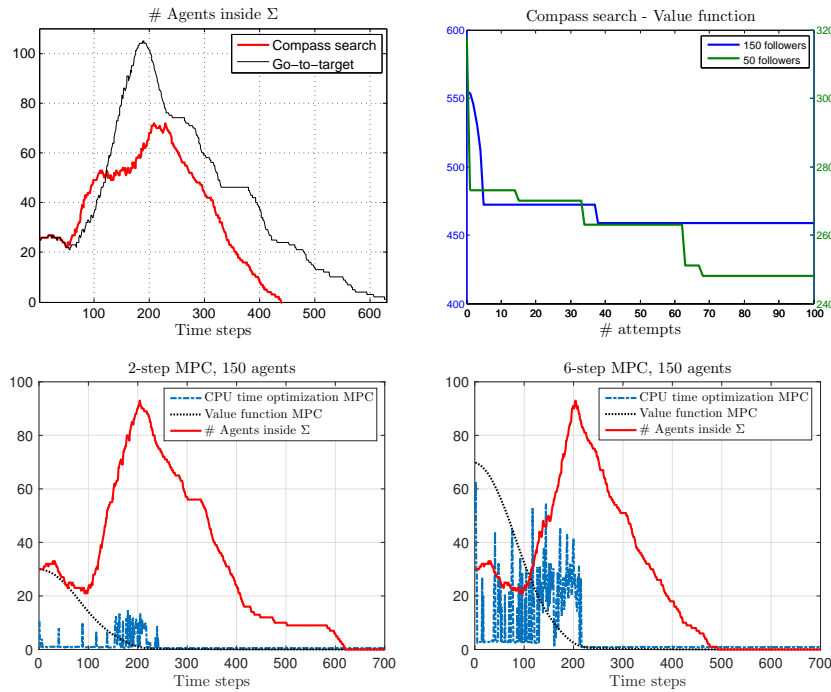 # Agents inside Σ
Compass search
Go-to-target
100
80
60
40
20
0
100 200 300 400 500 600
Time steps
Compass search - Value function
150 followers
50 followers
600
550
500
450
400
320
300
280
260
240
0 10 20 30 40 50 60 70 80 90 100
# attempts
2-step MPC, 150 agents
CPU time optimization MPC
Value function MPC
# Agents inside Σ
100
80
60
40
20
0
0 100 200 300 400 500 600 700
Time steps
6-step MPC, 150 agents
CPU time optimization MPC
Value function MPC
# Agents inside Σ
100
80
60
40
20
0
0 100 200 300 400 500 600 700
Time steps